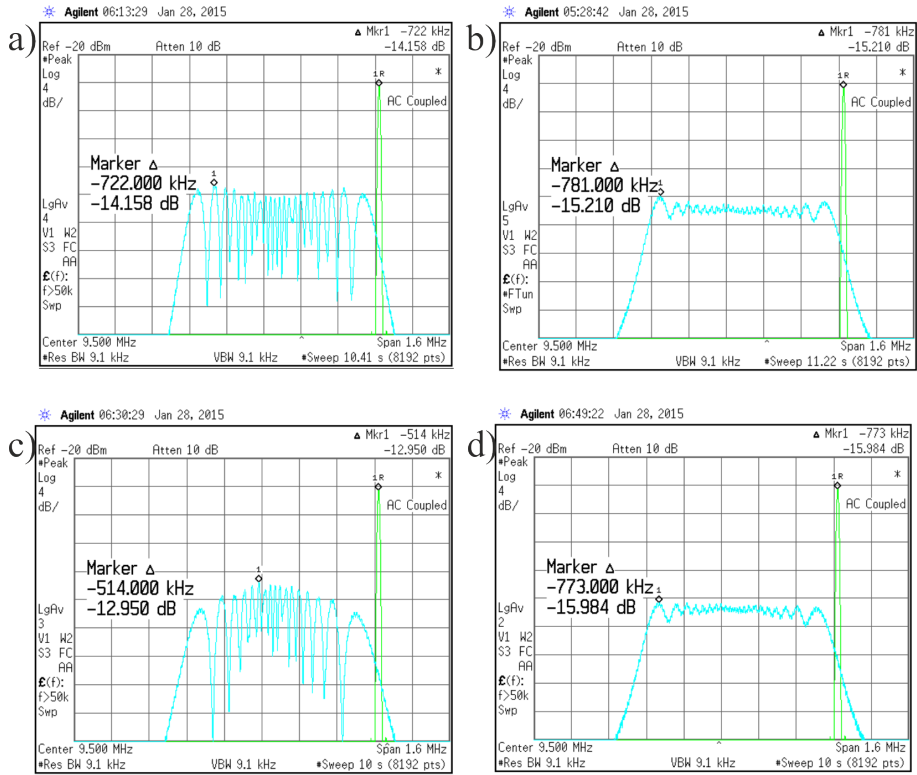 a)
Agilent 06:13:29 Jan 28, 2015
Δ Mkr1 -722 kHz
Ref -20 dBm Atten 10 dB -14.158 dB
#Peak
Log
4
dB/
1R
*
AC Coupled
Marker Δ
-722.000 kHz
-14.158 dB
1
LgAv
4
V1 W2
S3 FC
AA
£(f):
f>50k
Swp
Center 9.500 MHz Span 1.6 MHz
#Res BW 9.1 kHz VBW 9.1 kHz #Sweep 10.41 s (8192 pts)
b)
Agilent 05:28:42 Jan 28, 2015
Δ Mkr1 -781 kHz
Ref -20 dBm Atten 10 dB -15.210 dB
#Peak
Log
4
dB/
1R
*
AC Coupled
Marker Δ
-781.000 kHz
-15.210 dB
1
LgAv
5
V1 W2
S3 FC
AA
£(f):
#FTun
Swp
Center 9.500 MHz Span 1.6 MHz
#Res BW 9.1 kHz VBW 9.1 kHz #Sweep 11.22 s (8192 pts)
c)
Agilent 06:30:29 Jan 28, 2015
Δ Mkr1 -514 kHz
Ref -20 dBm Atten 10 dB -12.950 dB
#Peak
Log
4
dB/
1R
*
AC Coupled
Marker Δ
-514.000 kHz
-12.950 dB
1
LgAv
3
V1 W2
S3 FC
AA
£(f):
f>50k
Swp
Center 9.500 MHz Span 1.6 MHz
#Res BW 9.1 kHz VBW 9.1 kHz #Sweep 10 s (8192 pts)
d)
Agilent 06:49:22 Jan 28, 2015
Δ Mkr1 -773 kHz
Ref -20 dBm Atten 10 dB -15.984 dB
#Peak
Log
4
dB/
1R
*
AC Coupled
Marker Δ
-773.000 kHz
-15.984 dB
1
LgAv
2
V1 W2
S3 FC
AA
£(f):
f>50k
Swp
Center 9.500 MHz Span 1.6 MHz
#Res BW 9.1 kHz VBW 9.1 kHz #Sweep 10 s (8192 pts)